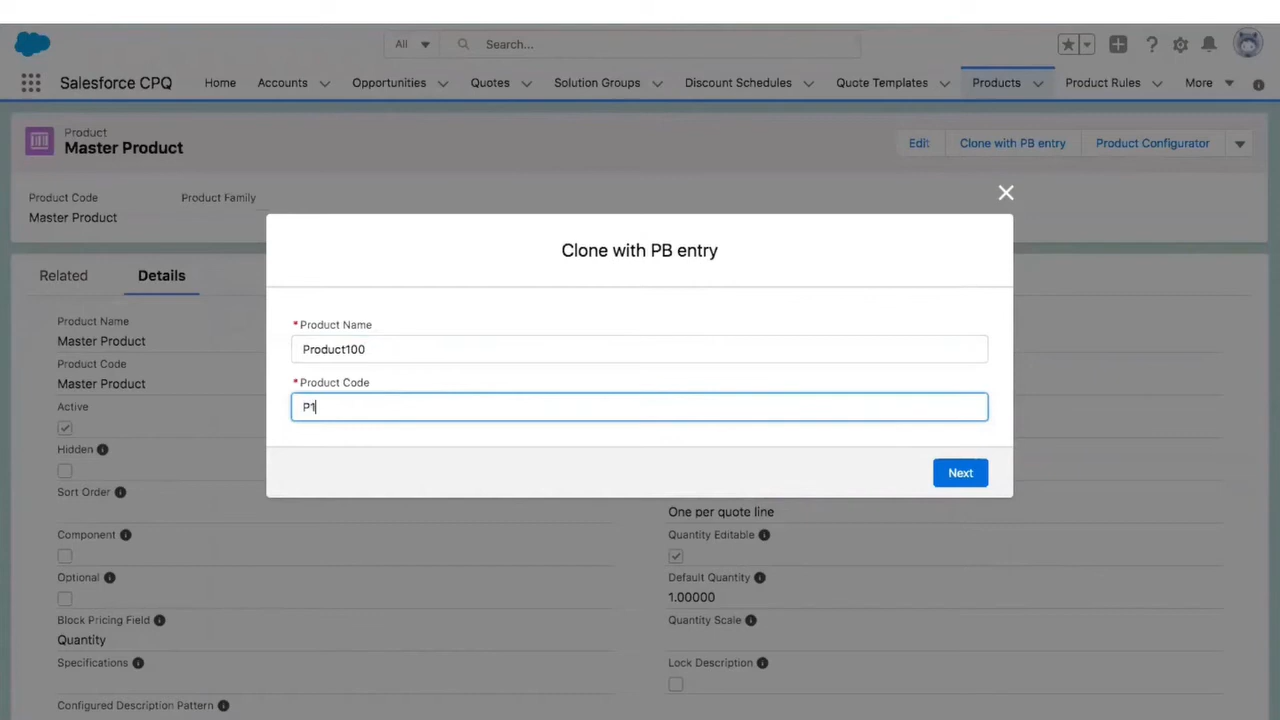 All
Search...
Salesforce CPQ
Home
Accounts
Opportunities
Quotes
Solution Groups
Discount Schedules
Quote Templates
Products
Product Rules
More
Product
Master Product
Edit
Clone with PB entry
Product Configurator
Product Code
Product Family
Master Product
Related
Details
Clone with PB entry
*Product Name
Product100
*Product Code
P1
Next
Product Name
Master Product
Product Code
Master Product
Active
Hidden
Sort Order
One per quote line
Component
Quantity Editable
Optional
Default Quantity
1.00000
Block Pricing Field
Quantity Scale
Quantity
Specifications
Lock Description
Configured Description Pattern